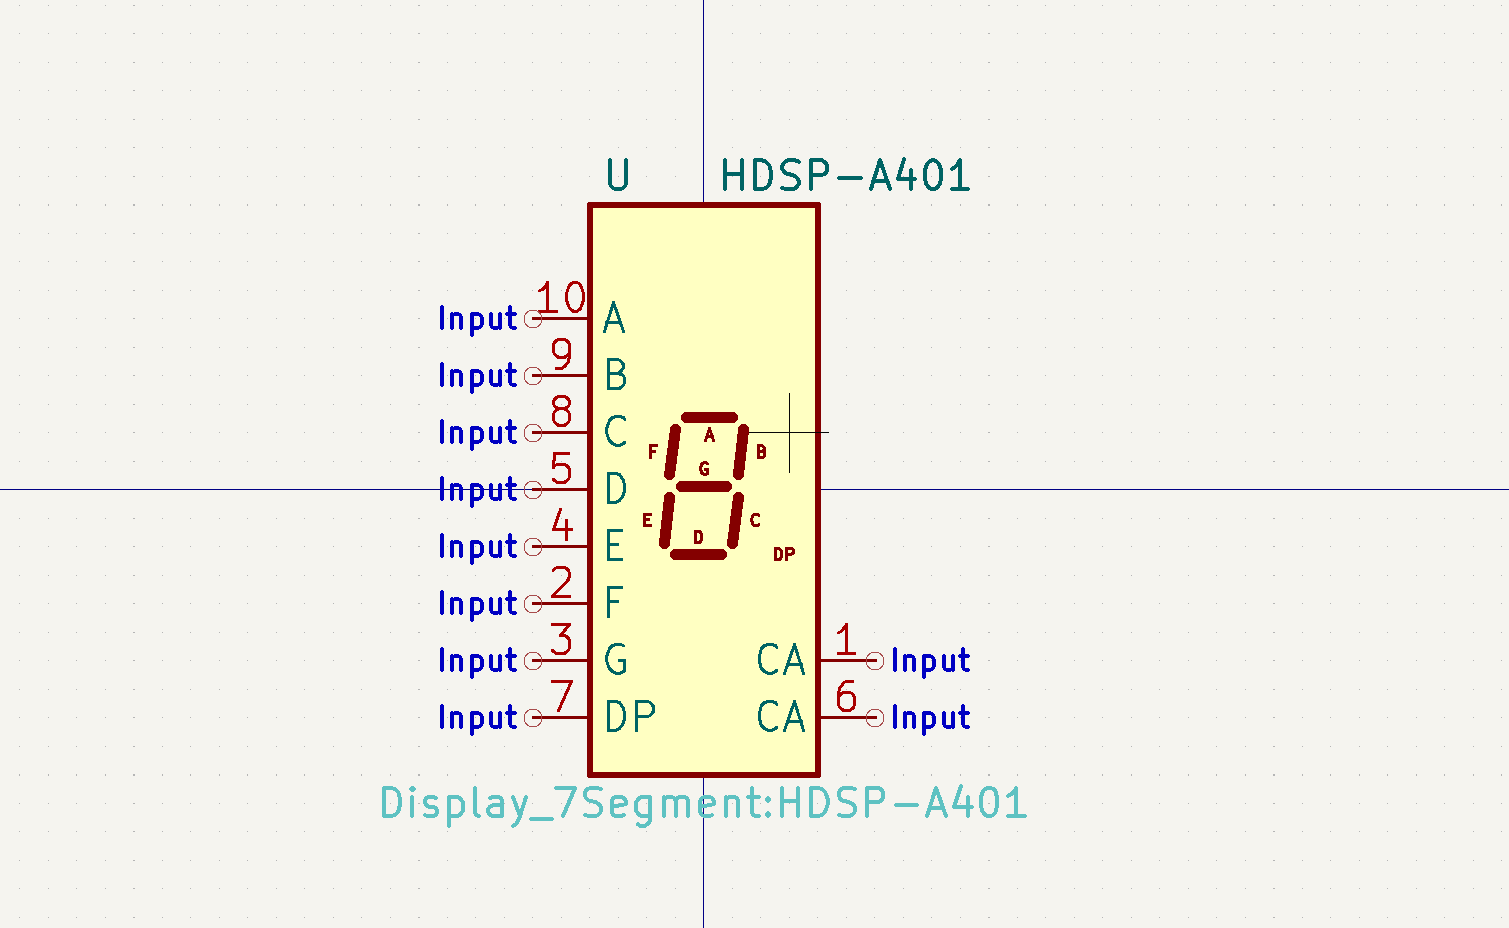 U HDSP-A401
10
Input A
9
Input B
8
Input C
A
F B
G
5
Input D
E C
D
4
Input E
DP
2
Input F
3 1
Input G CA Input
7 6
Input DP CA Input
Display_7Segment:HDSP-A401